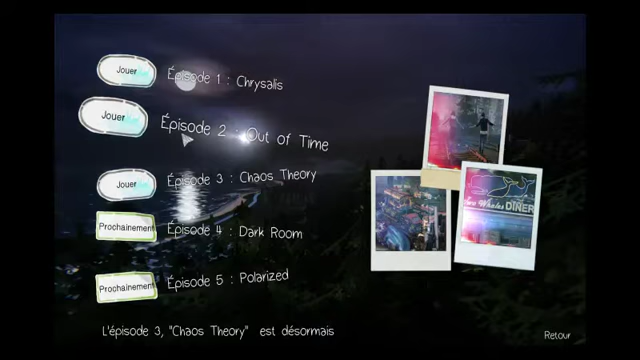 Jouer Épisode 1 : Chrysalis
Jouer Épisode 2 : Out of Time
Jouer Épisode 3 : Chaos Theory
Prochainement Épisode 4 : Dark Room
Prochainement Épisode 5 : Polarized
Whales
DINER
L'épisode 3, "Chaos Theory" est désormais
Retour